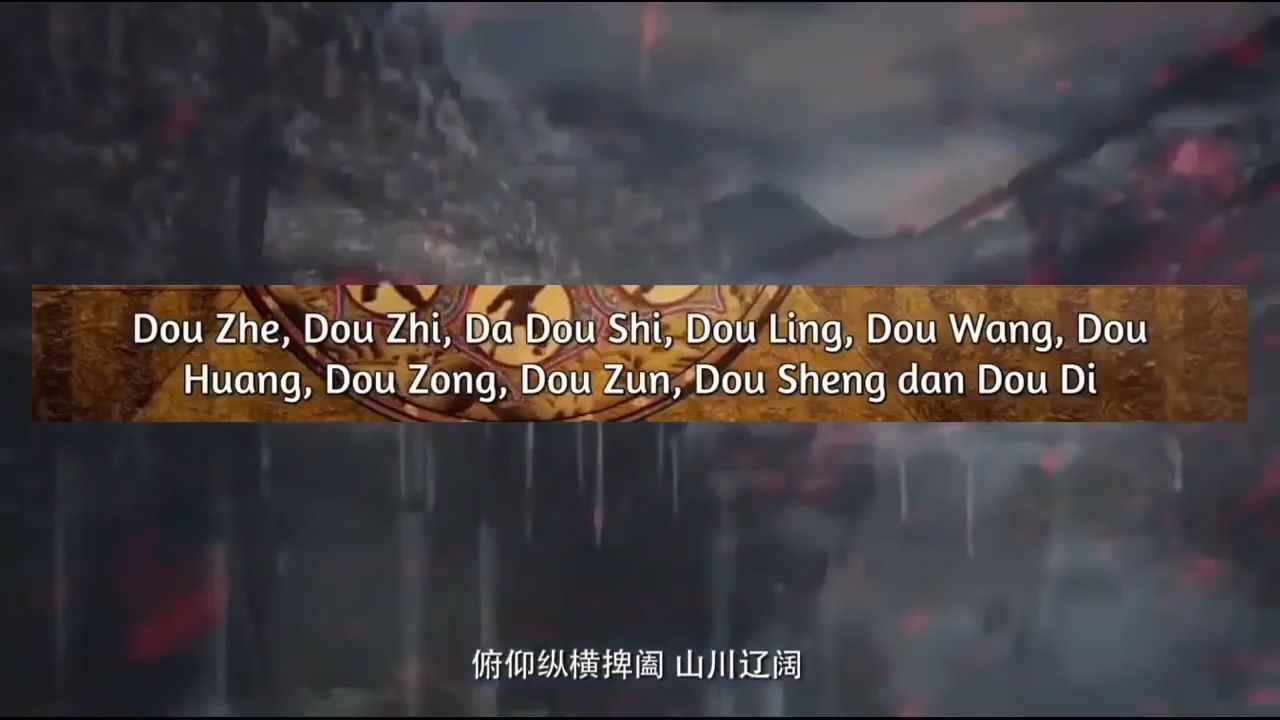 Dou Zhe, Dou Zhi, Da Dou Shi, Dou Ling, Dou Wang, Dou
Huang, Dou Zong, Dou Zun, Dou Sheng dan Dou Di
俯仰纵横捭阖 山川辽阔